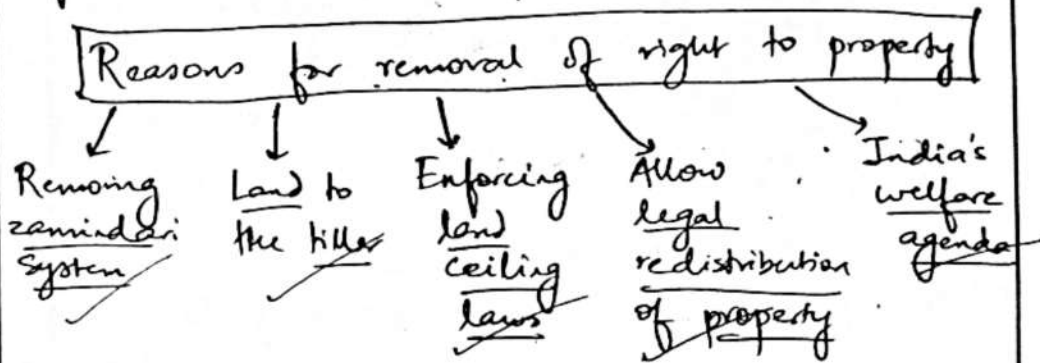 Reasons for removal of right to property
Removing
zamindari
system
Land to
the tiller
Enforcing
land
ceiling
laws
Allow
legal
redistribution
of property
India's
welfare
agenda